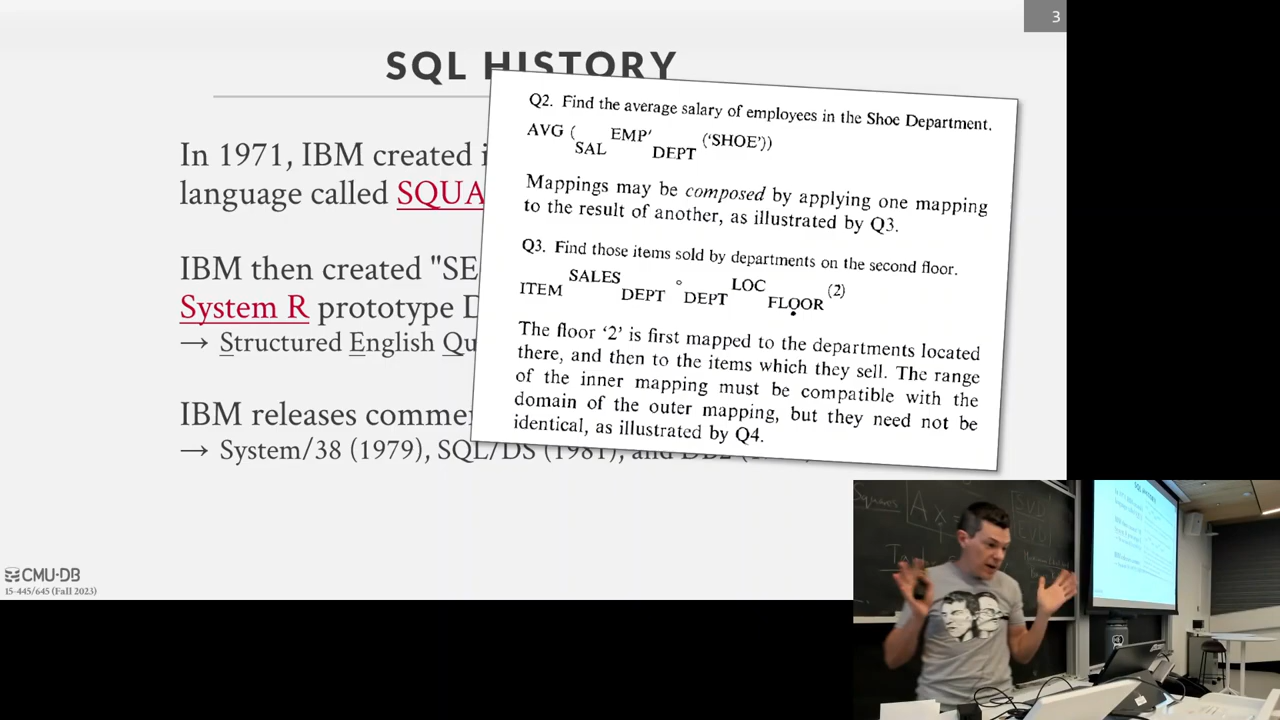 3
SQL HISTORY
In 1971, IBM created i
language called SQUA
IBM then created "SE
System R prototype D
→ Structured English Qu
IBM releases comme
→ System/38 (1979), SQL/DS (1981), and DB2
Q2. Find the average salary of employees in the Shoe Department.
AVG ( SAL EMP' DEPT ('SHOE'))
Mappings may be composed by applying one mapping
to the result of another, as illustrated by Q3.
Q3. Find those items sold by departments on the second floor.
ITEM SALES DEPT ° DEPT LOC FLOOR (2)
The floor '2' is first mapped to the departments located
there, and then to the items which they sell. The range
of the inner mapping must be compatible with the
domain of the outer mapping, but they need not be
identical, as illustrated by Q4.
CMU·DB
15-445/645 (Fall 2023)
Squares
A x =
SVD
SQL HISTORY